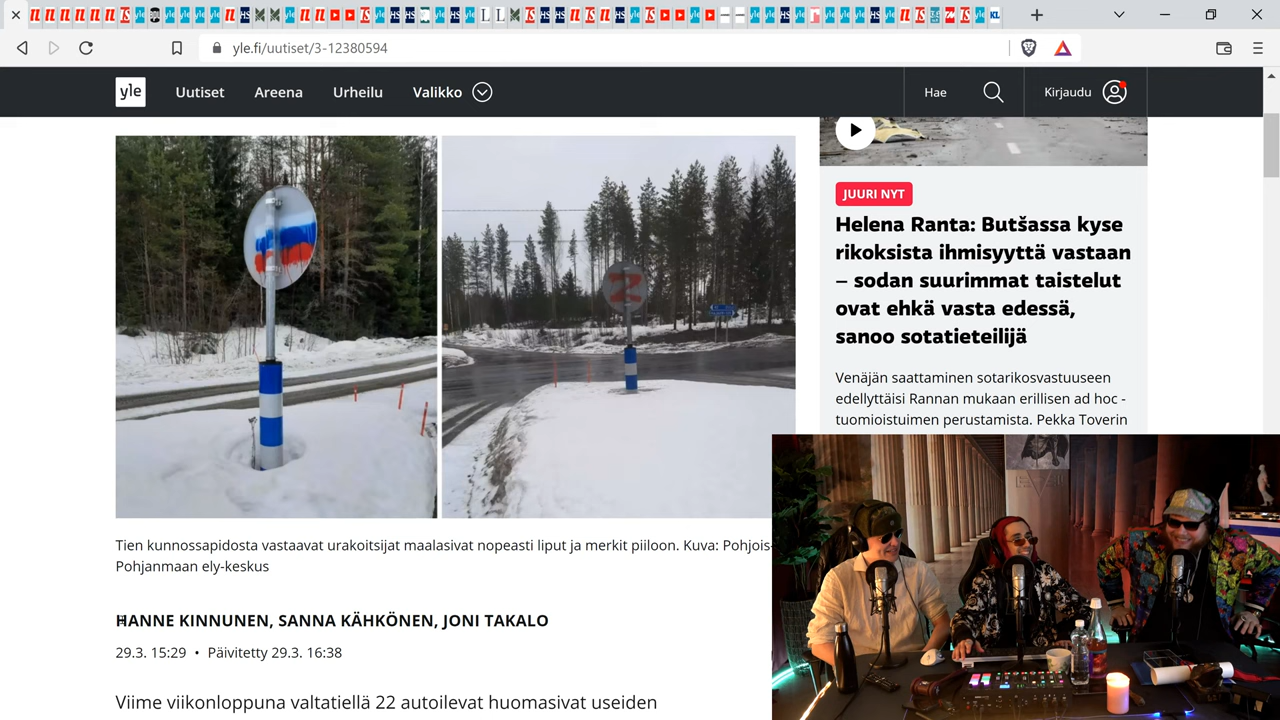 yle.fi/uutiset/3-12380594
yle
Uutiset
Areena
Urheilu
Valikko
Hae
Kirjaudu
Z
JUURI NYT
Helena Ranta: Butšassa kyse
rikoksista ihmisyyttä vastaan
– sodan suurimmat taistelut
ovat ehkä vasta edessä,
sanoo sotatieteilijä
Venäjän saattaminen sotarikosvastuuseen
edellyttäisi Rannan mukaan erillisen ad hoc -
tuomioistuimen perustamista. Pekka Toverin
Tien kunnossapidosta vastaavat urakoitsijat maalasivat nopeasti liput ja merkit piiloon. Kuva: Pohjois-
Pohjanmaan ely-keskus
HANNE KINNUNEN, SANNA KÄHKÖNEN, JONI TAKALO
29.3. 15:29 • Päivitetty 29.3. 16:38
Viime viikonloppuna valtatiellä 22 autoilevat huomasivat useiden